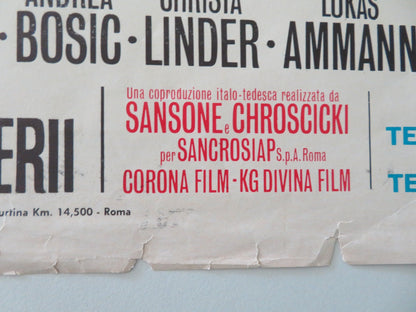 ANDREA CHRISTA LUKAS
· BOSIC · LINDER · AMMANN
Una coproduzione italo-tedesca realizzata da
SANSONE e CHROSCICKI
per SANCROSIAP S.p.A. Roma
CORONA FILM · KG DIVINA FILM
ERII
TE
TE
urtina Km. 14,500 - Roma